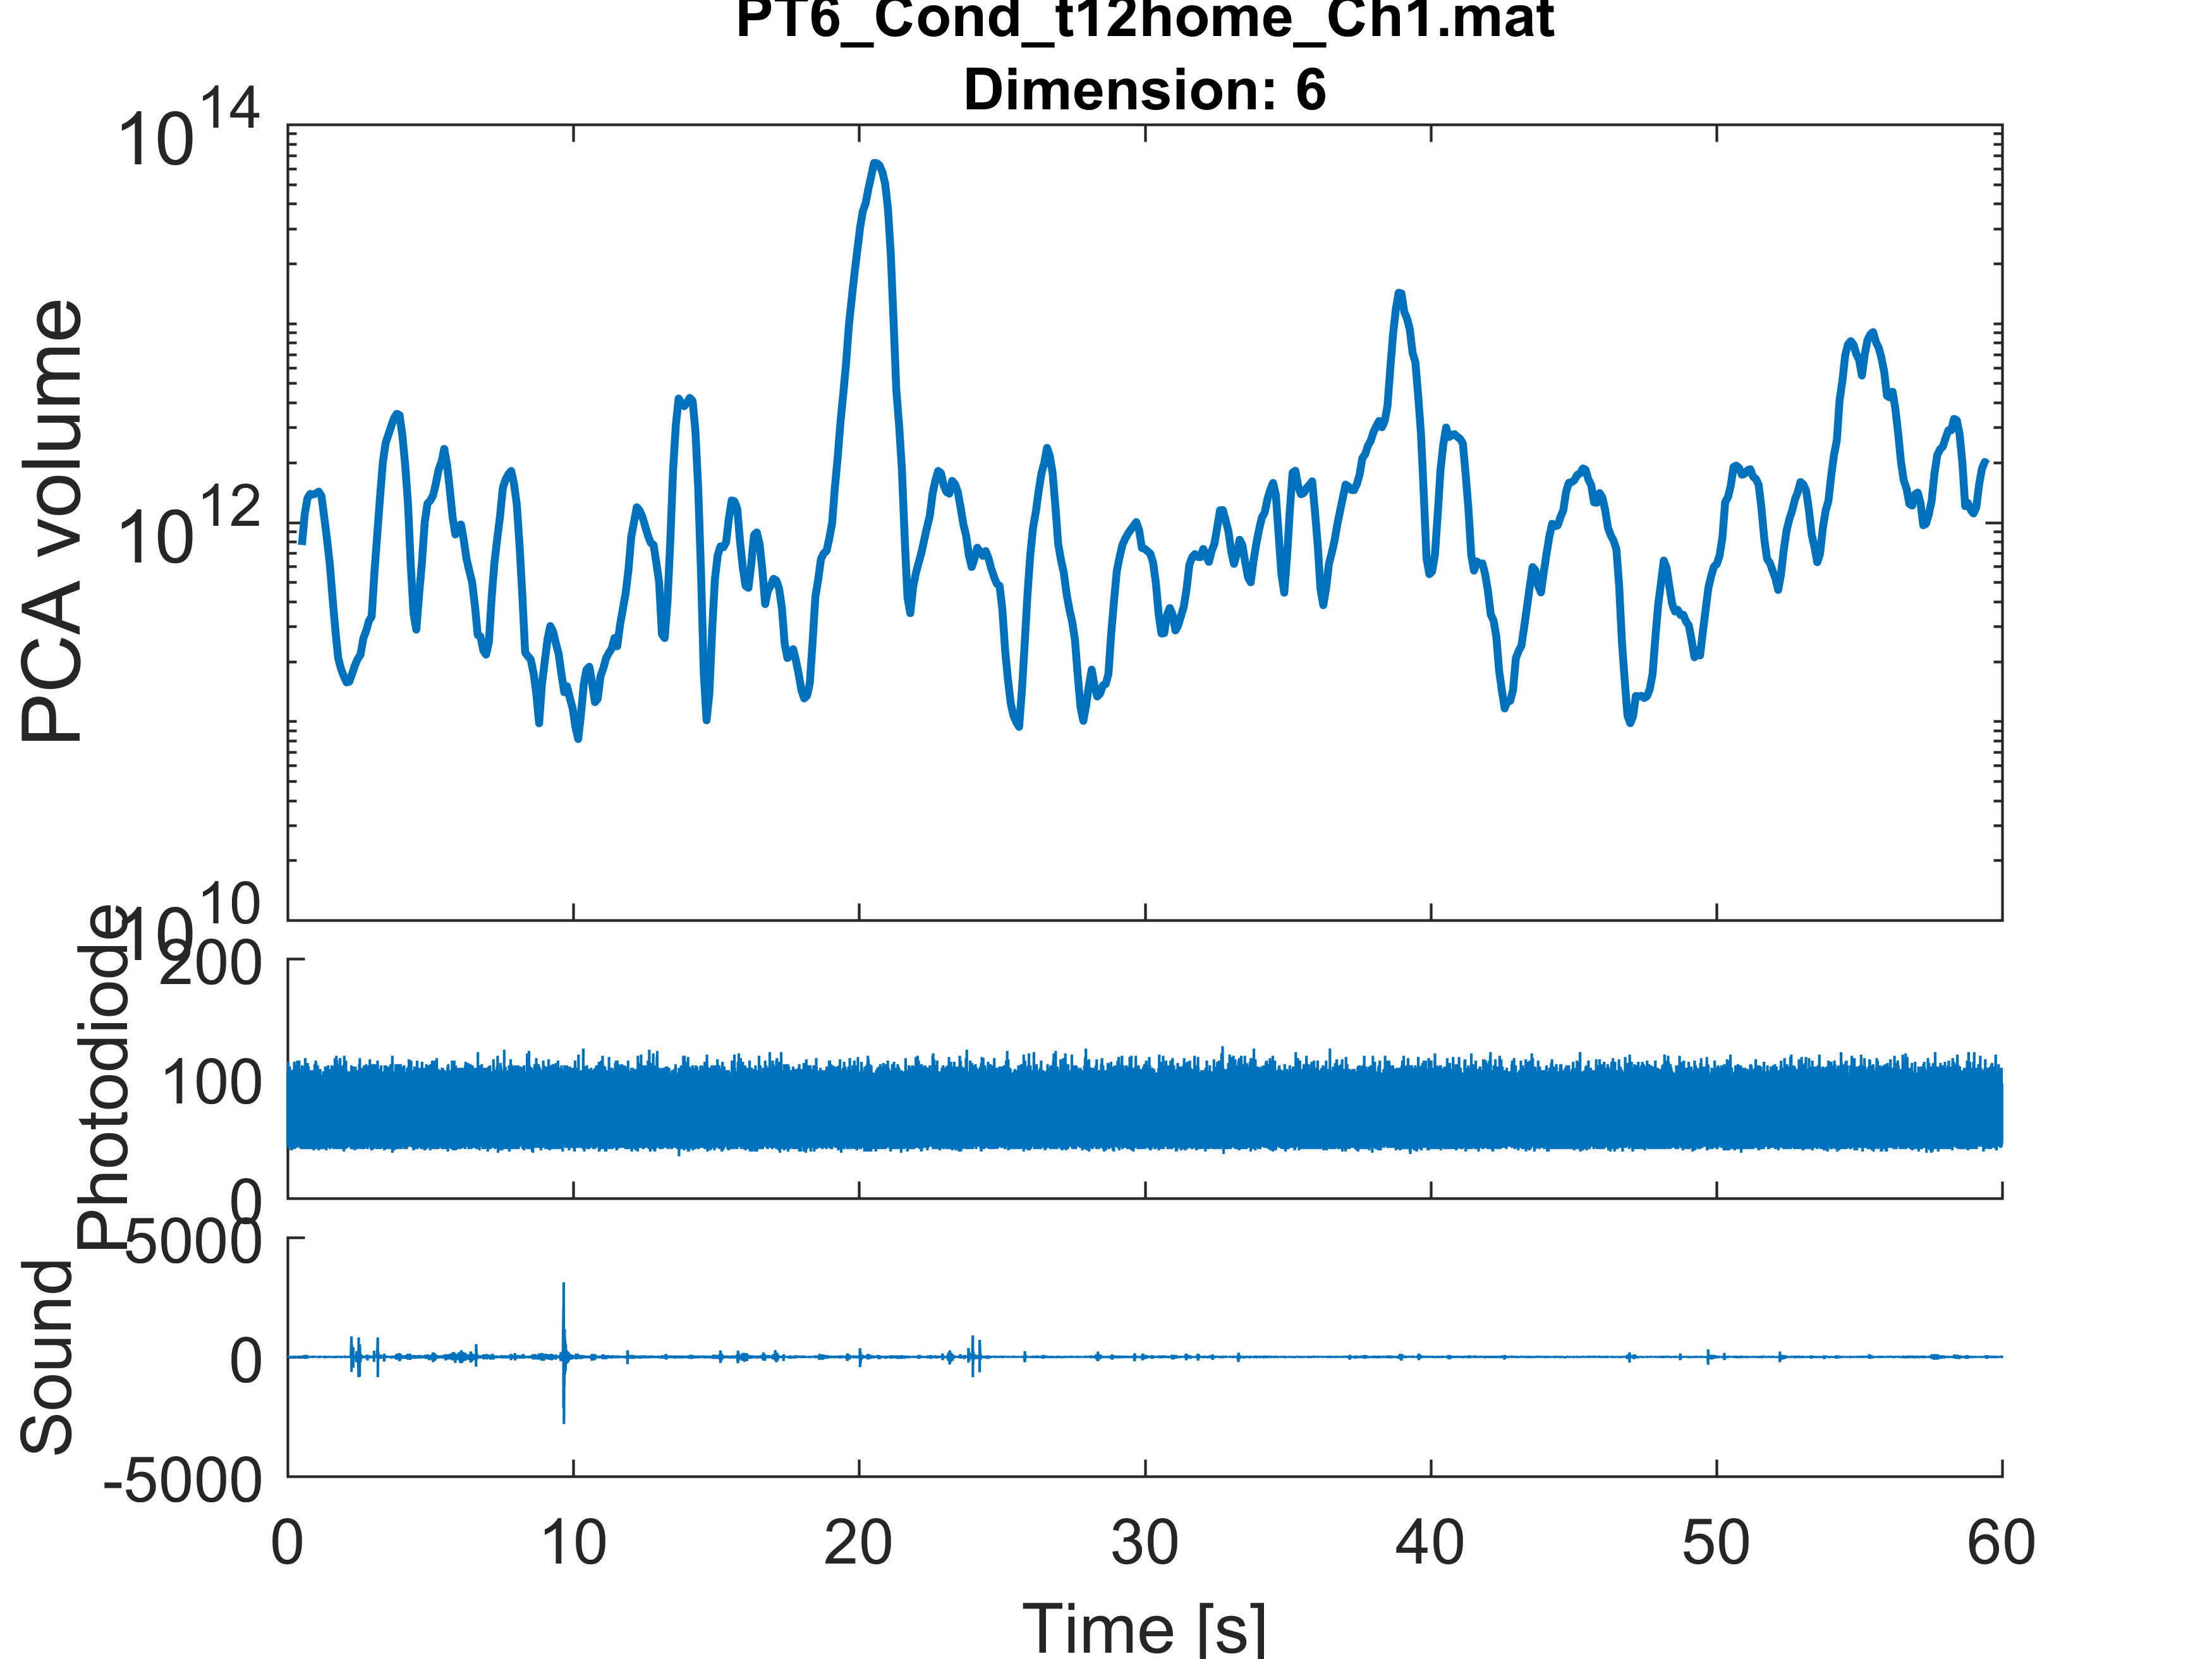 PT6_Cond_t12home_Ch1.mat
Dimension: 6
PCA volume
10^14
10^12
10^10
Photodiode
200
100
0
Sound
5000
0
-5000
0 10 20 30 40 50 60
Time [s]